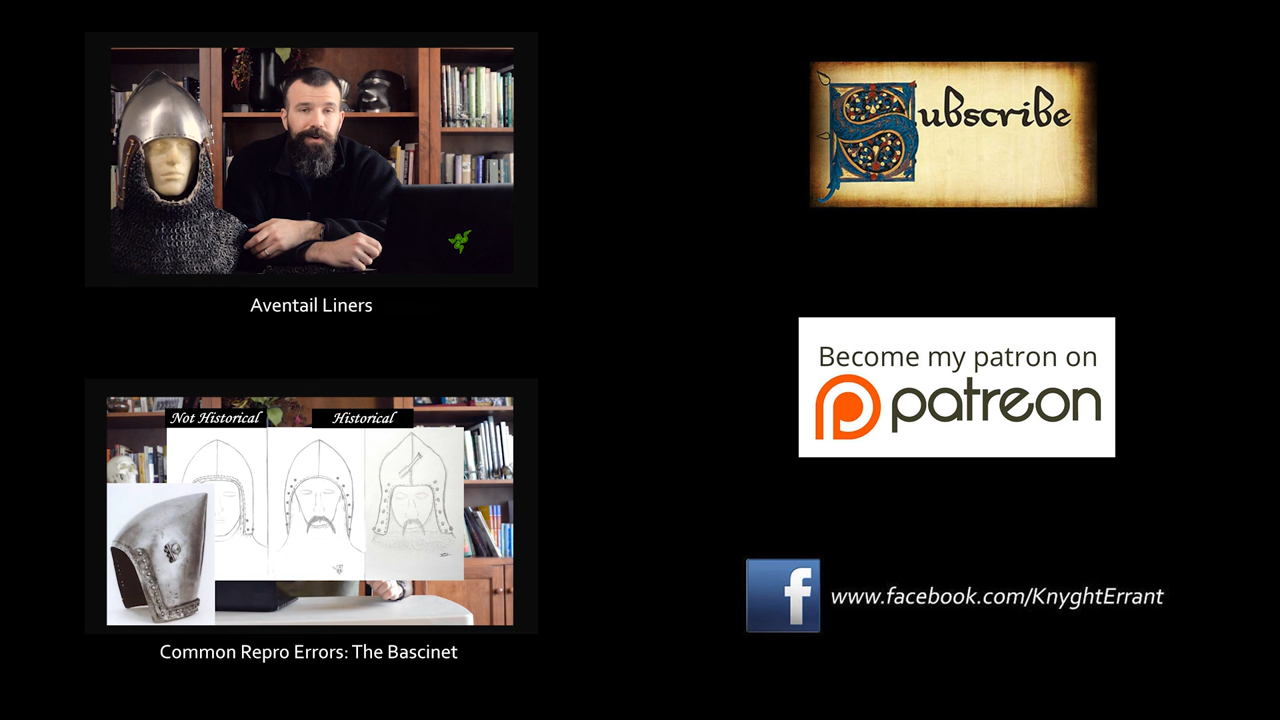 Aventail Liners
Not Historical
Historical
Common Repro Errors: The Bascinet
Subscribe
Become my patron on
patreon
f www.facebook.com/KnyghtErrant